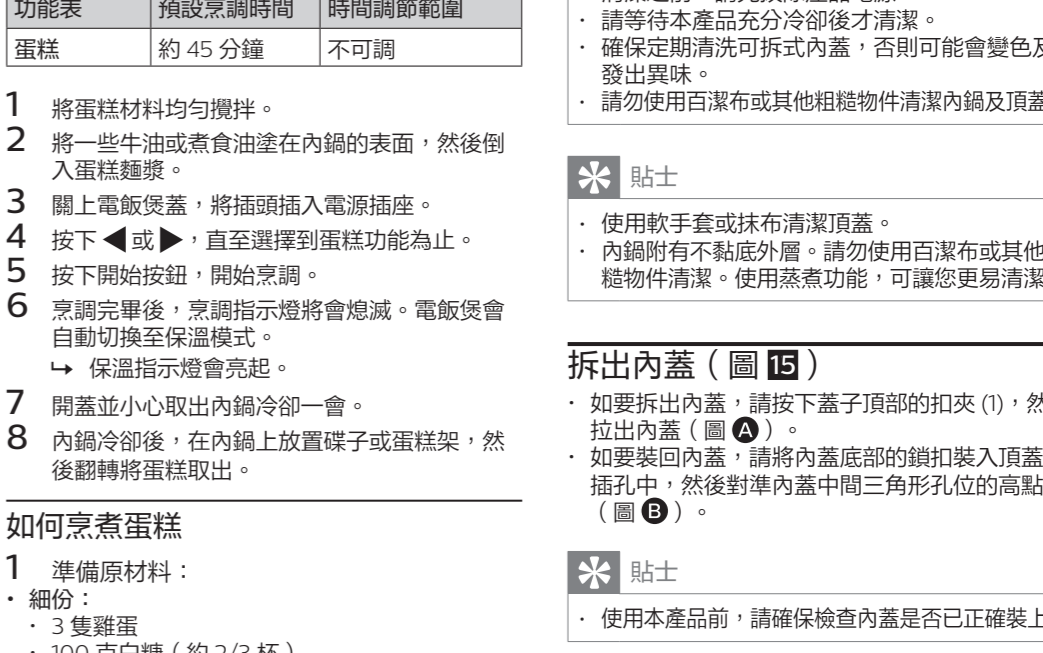 功能表 預設烹調時間 時間調節範圍
蛋糕 約 45 分鐘 不可調
1 將蛋糕材料均勻攪拌。
2 將一些牛油或煮食油塗在內鍋的表面，然後倒
入蛋糕麵漿。
3 關上電飯煲蓋，將插頭插入電源插座。
4 按下 ◀ 或 ▶，直至選擇到蛋糕功能為止。
5 按下開始按鈕，開始烹調。
6 烹調完畢後，烹調指示燈將會熄滅。電飯煲會
自動切換至保溫模式。
↳ 保溫指示燈會亮起。
7 開蓋並小心取出內鍋冷卻一會。
8 內鍋冷卻後，在內鍋上放置碟子或蛋糕架，然
後翻轉將蛋糕取出。
如何烹煮蛋糕
1 準備原材料：
· 細份：
· 3 隻雞蛋
· 100 克白糖（約 2/3 杯）
· 請等待本產品充分冷卻後才清潔。
· 確保定期清洗可拆式內蓋，否則可能會變色及
發出異味。
· 請勿使用百潔布或其他粗糙物件清潔內鍋及頂蓋
貼士
· 使用軟手套或抹布清潔頂蓋。
· 內鍋附有不黏底外層。請勿使用百潔布或其他
糙物件清潔。使用蒸煮功能，可讓您更易清潔
拆出內蓋（圖 15）
· 如要拆出內蓋，請按下蓋子頂部的扣夾 (1)，然
拉出內蓋（圖 A）。
· 如要裝回內蓋，請將內蓋底部的鎖扣裝入頂蓋
插孔中，然後對準內蓋中間三角形孔位的高點
（圖 B）。
貼士
· 使用本產品前，請確保檢查內蓋是否已正確裝上